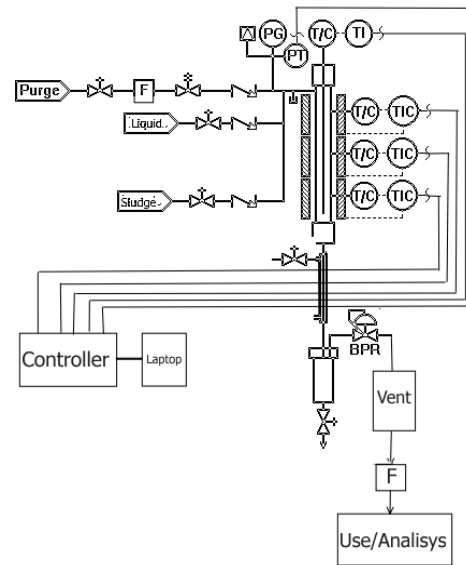 PG
T/C
TI
PT
Purge
F
Liquid
T/C
TIC
T/C
TIC
Sludge
T/C
TIC
Controller
Laptop
BPR
Vent
F
Use/Analisys